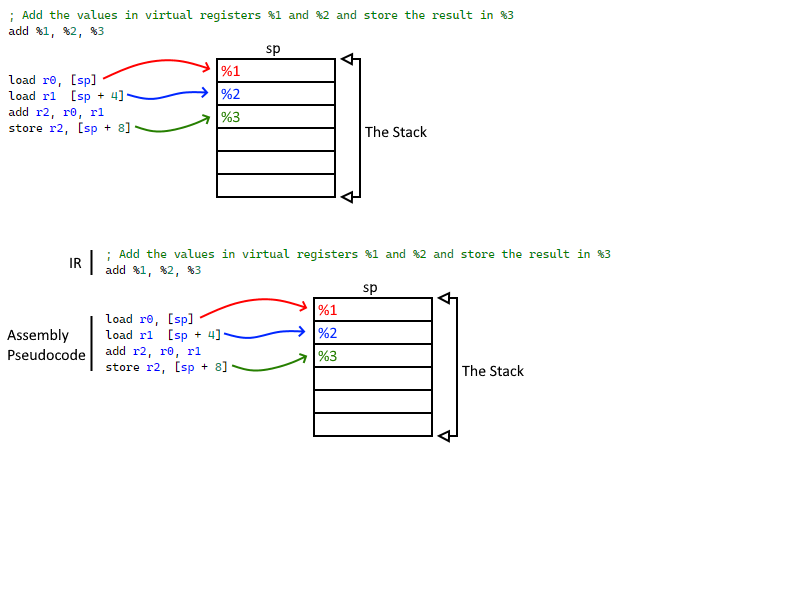 ; Add the values in virtual registers %1 and %2 and store the result in %3
add %1, %2, %3
sp
load r0, [sp]
load r1  [sp + 4]
add r2, r0, r1
store r2, [sp + 8]
%1
%2
%3
The Stack
IR
; Add the values in virtual registers %1 and %2 and store the result in %3
add %1, %2, %3
sp
Assembly
Pseudocode
load r0, [sp]
load r1  [sp + 4]
add r2, r0, r1
store r2, [sp + 8]
%1
%2
%3
The Stack